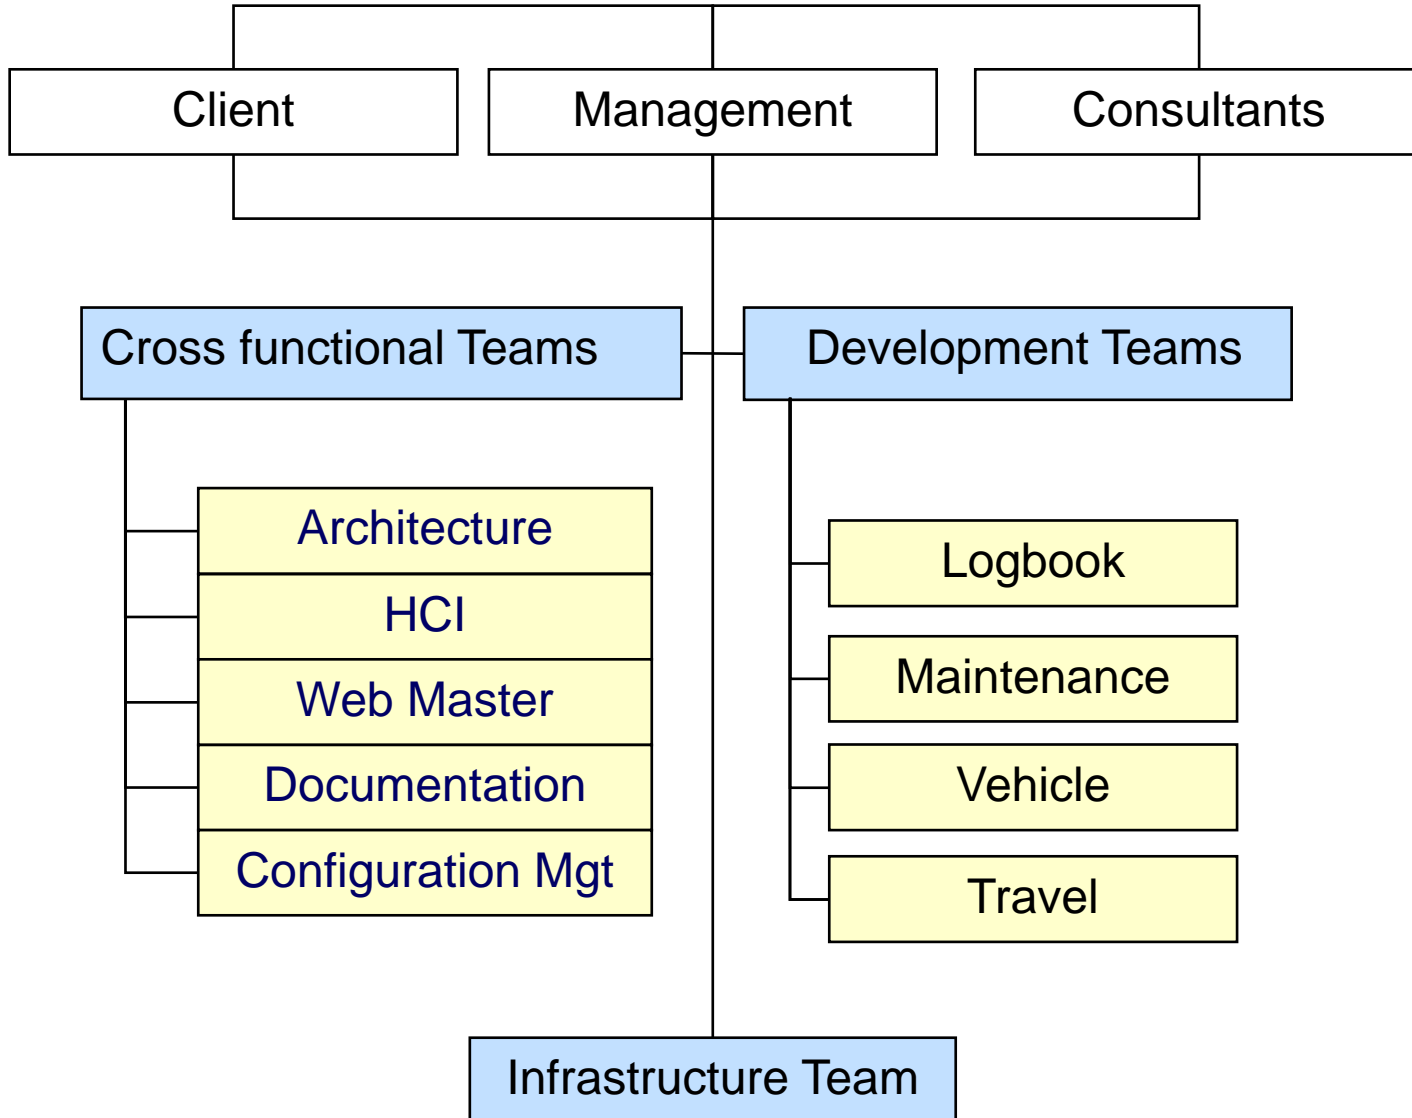 Client
Management
Consultants
Cross functional Teams
Development Teams
Architecture
HCI
Web Master
Documentation
Configuration Mgt
Logbook
Maintenance
Vehicle
Travel
Infrastructure Team